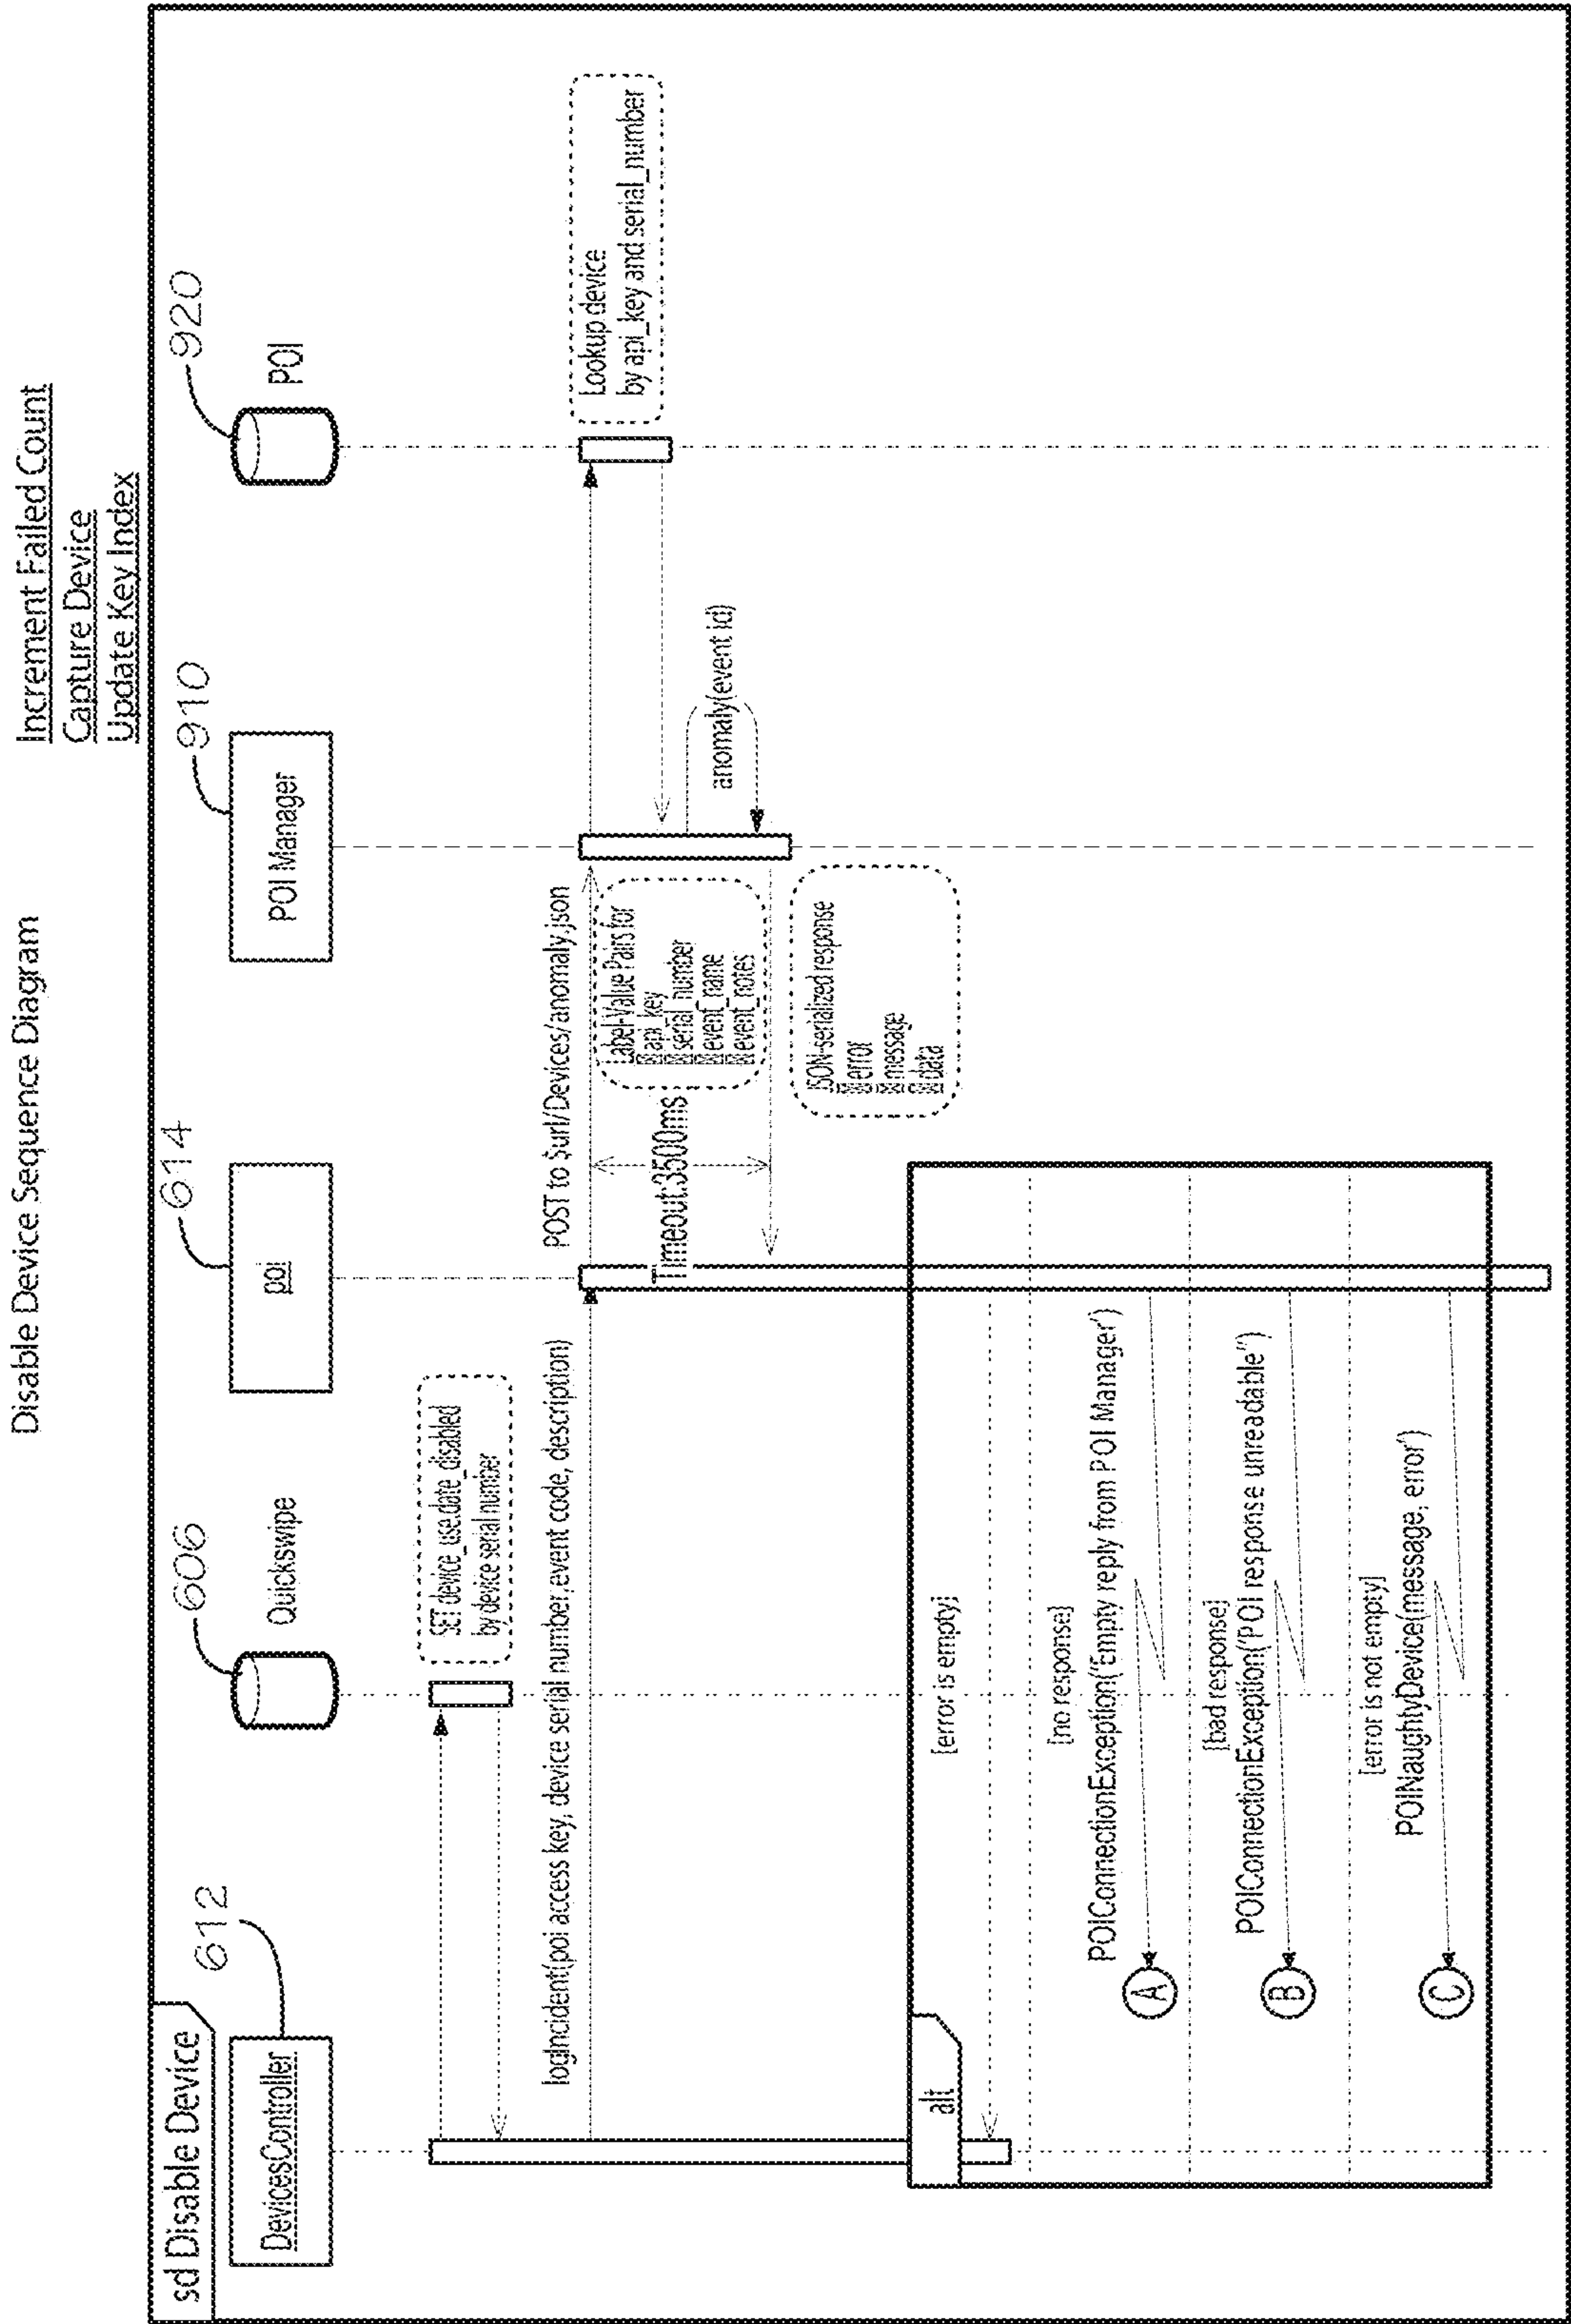 Disable Device Sequence Diagram
Increment Failed Count
Capture Device
Update Key Index
sd Disable Device
612
606
614
910
920
DevicesController
Quickswipe
poi
POI Manager
POI
SET device_use.date_disabled
by device serial number
logIncident(poi access key, device serial number, event code, description)
POST to $url/Devices/anomaly.json
Lookup device
by api_key and serial_number
Label-Value Pairs for
api_key
serial_number
event_name
event_notes
Timeout:3500ms
anomaly(event id)
JSON-serialized response
error
message
data
alt
[error is empty]
[no response]
POIConnectionException('Empty reply from POI Manager')
A
[bad response]
POIConnectionException('POI response unreadable'')
B
[error is not empty]
POINaughtyDevice(message, error')
C